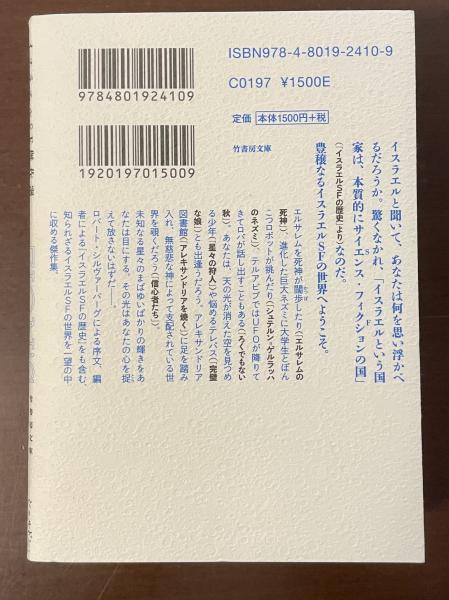 ISBN978-4-8019-2410-9
C0197 ¥1500E
定価 本体1500円+税
竹書房文庫
9784801924109
1920197015009
イスラエルと聞いて、あなたは何を思い浮かべ
るだろうか。驚くなかれ、「イスラエルという国
家は、本質的にサイエンス・フィクションの国」
SF
(「イスラエルSFの歴史」より)なのだ。
豊穣なるイスラエルSFの世界へようこそ。
エルサレムを死神が闊歩したり(エルサレムの
死神)、進化した巨大ネズミに大学生とぽん
こつロボットが挑んだり(シュテルン・ゲルラッハ
のネズミ)、テルアビブではUFOが降りて
きてロバが話し出すこともある(ろくでもない
秋)。あなたは、天の光が消えた空を見つめ
る少年(星々の狩人)や悩めるテレパス(完璧
な娘)とも出逢うだろう。アレキサンドリア
図書館(アレキサンドリアを焼く)に足を踏み
入れ、無慈悲な神によって支配されている世
界を覗くだろう(信心者たち)。
未知なる星々のまばゆいばかりの輝きをあ
なたは目にする。その光はあなたの心を捉
えて放さないはずだ。
ロバート・シルヴァーバーグによる序文、編
者による「イスラエルSFの歴史」をも含む、
知られざるイスラエルSFの世界を一望の中
に収める傑作集。